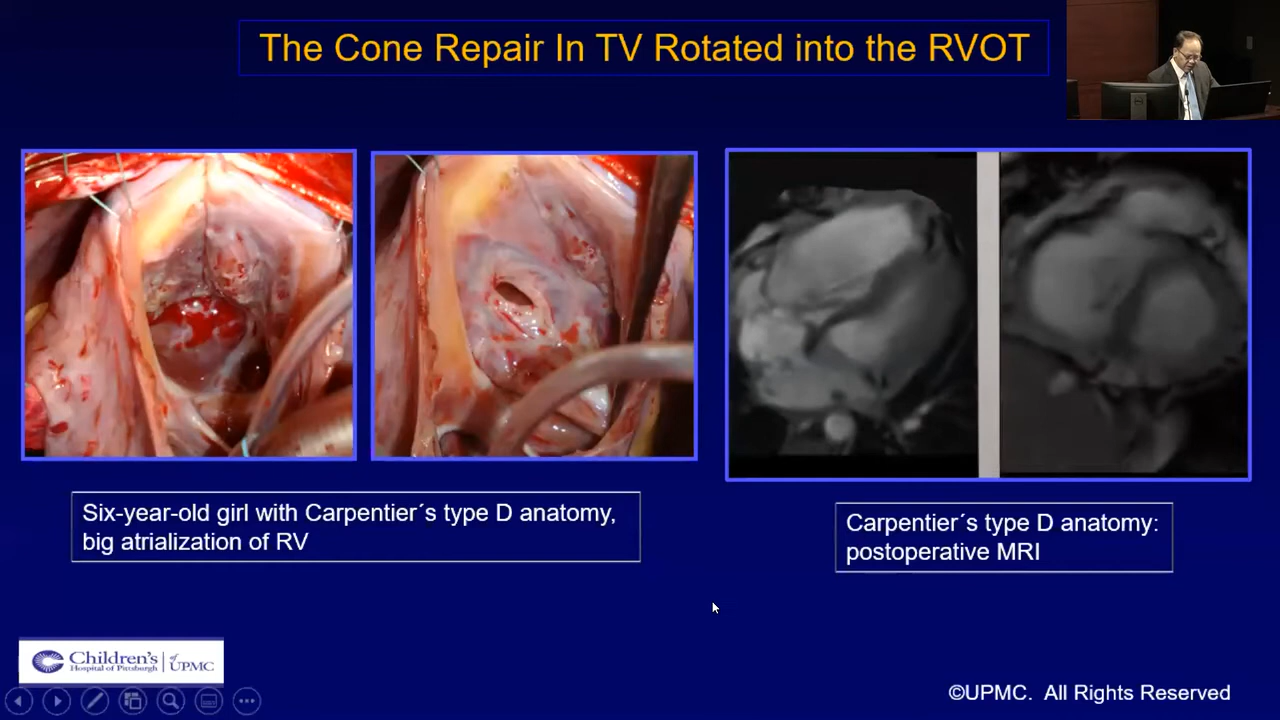 The Cone Repair In TV Rotated into the RVOT
Six-year-old girl with Carpentier´s type D anatomy,
big atrialization of RV
Carpentier´s type D anatomy:
postoperative MRI
Children's
Hospital of Pittsburgh
of
UPMC
©UPMC. All Rights Reserved